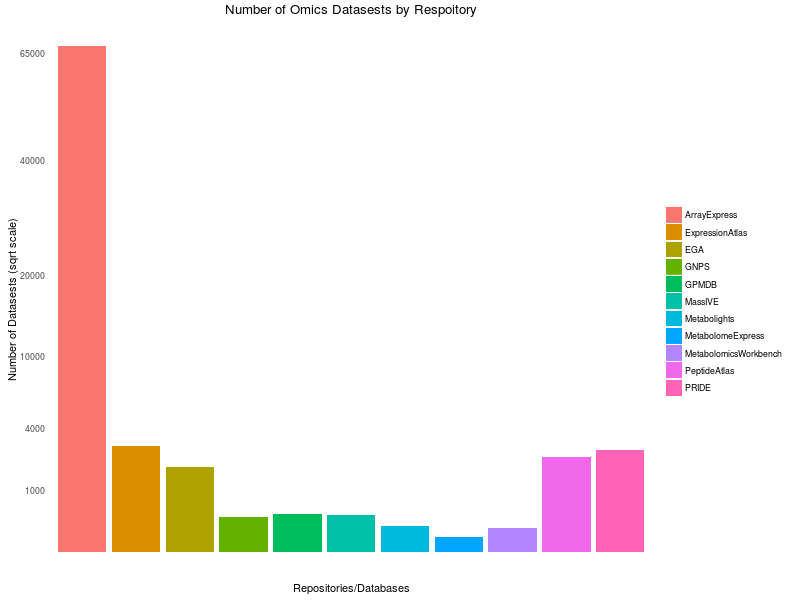 Number of Omics Datasests by Respoitory
65000
40000
20000
10000
4000
1000
Number of Datasests (sqrt scale)
Repositories/Databases
ArrayExpress
ExpressionAtlas
EGA
GNPS
GPMDB
MassIVE
Metabolights
MetabolomeExpress
MetabolomicsWorkbench
PeptideAtlas
PRIDE